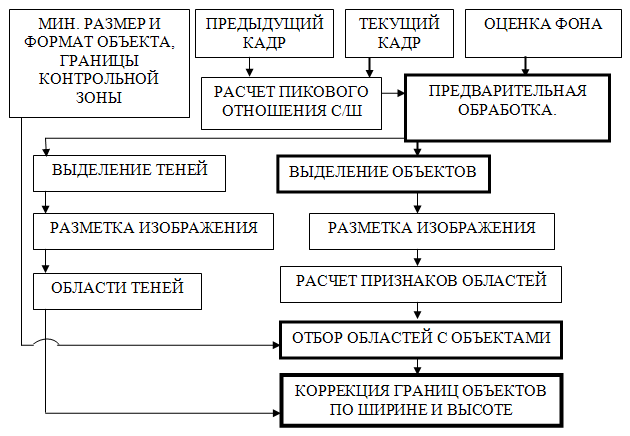 МИН. РАЗМЕР И
ФОРМАТ ОБЪЕКТА,
ГРАНИЦЫ
КОНТРОЛЬНОЙ
ЗОНЫ
ПРЕДЫДУЩИЙ
КАДР
ТЕКУЩИЙ
КАДР
ОЦЕНКА ФОНА
РАСЧЕТ ПИКОВОГО
ОТНОШЕНИЯ С/Ш
ПРЕДВАРИТЕЛЬНАЯ
ОБРАБОТКА.
ВЫДЕЛЕНИЕ ТЕНЕЙ
ВЫДЕЛЕНИЕ ОБЪЕКТОВ
РАЗМЕТКА ИЗОБРАЖЕНИЯ
РАЗМЕТКА ИЗОБРАЖЕНИЯ
ОБЛАСТИ ТЕНЕЙ
РАСЧЕТ ПРИЗНАКОВ ОБЛАСТЕЙ
ОТБОР ОБЛАСТЕЙ С ОБЪЕКТАМИ
КОРРЕКЦИЯ ГРАНИЦ ОБЪЕКТОВ
ПО ШИРИНЕ И ВЫСОТЕ